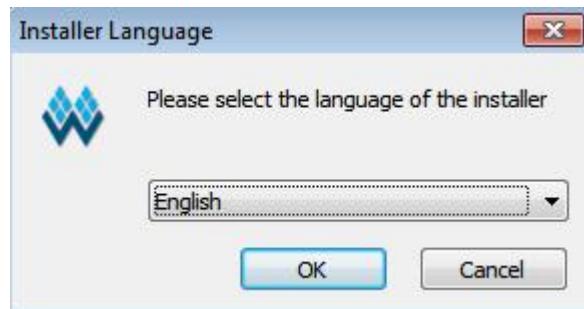 Installer Language
Please select the language of the installer
English
OK Cancel